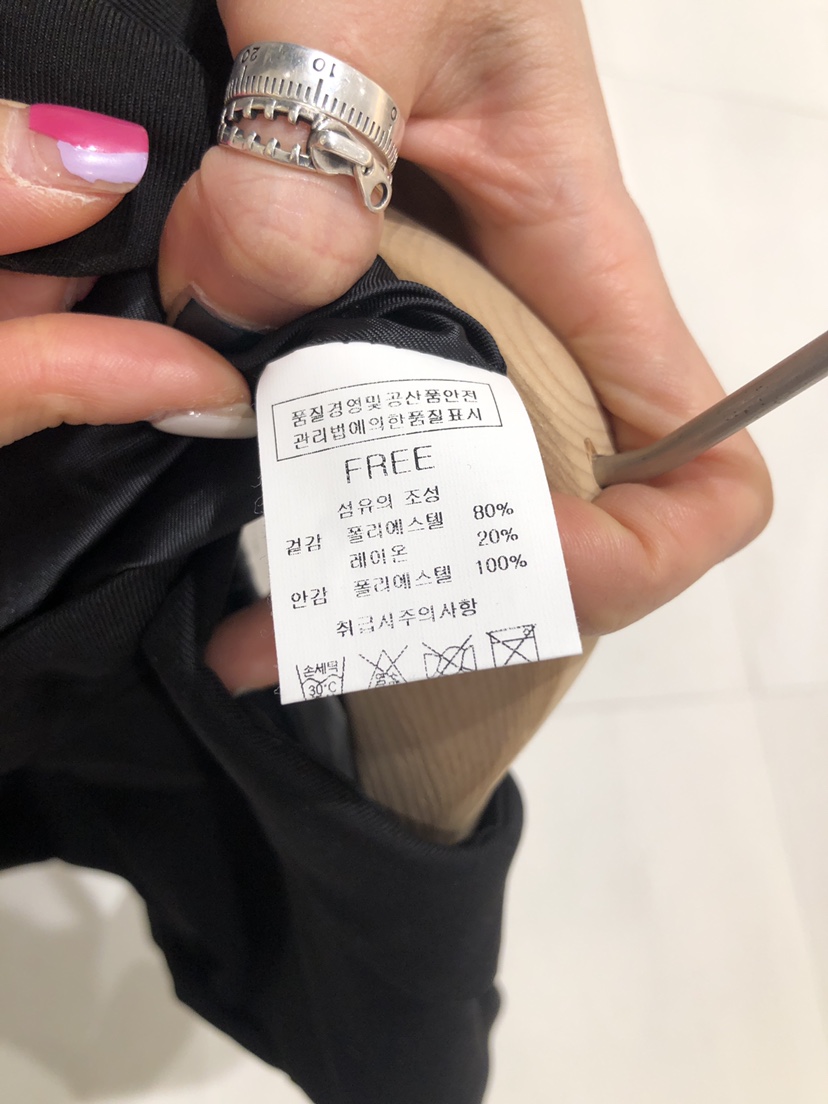 20 10 0
품질경영및공산품안전
관리법에의한품질표시
FREE
섬유의 조성
겉감 폴리에스텔 80%
레이온 20%
안감 폴리에스텔 100%
취급시주의사항
손세탁
30°C